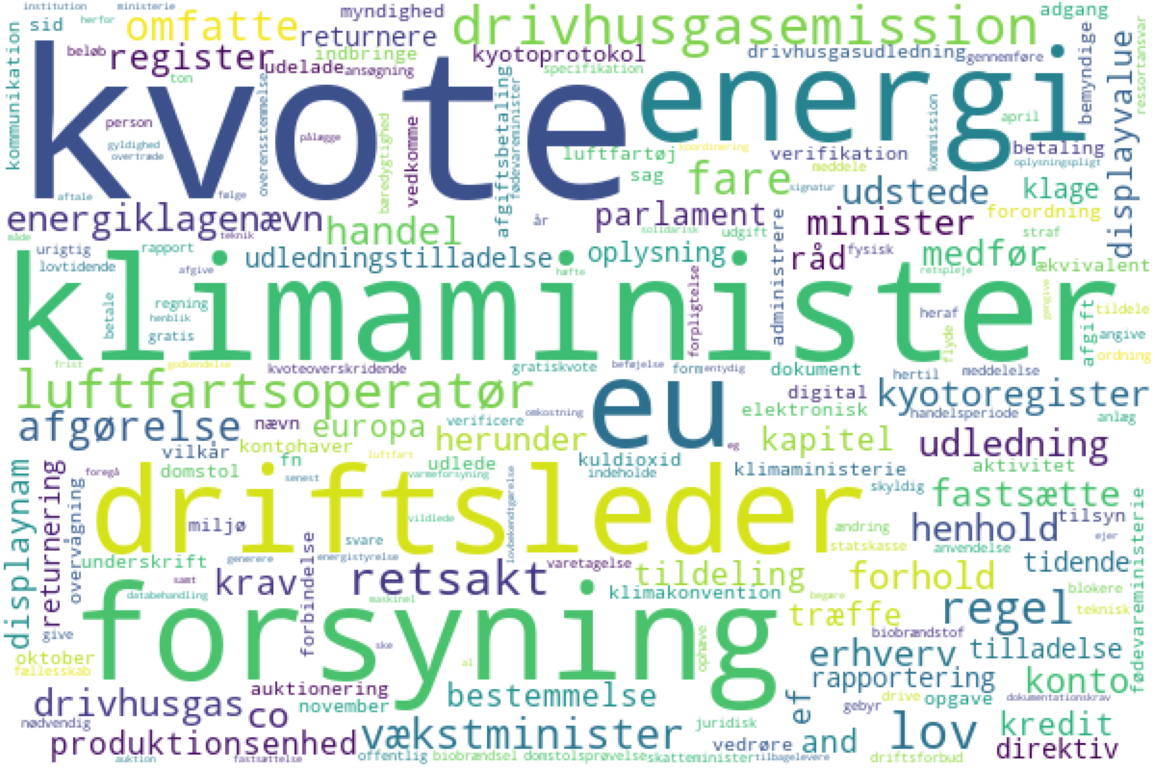 institution ministerie myndighed adgang
sid omfatte herfor returnere drivhusgasemission
beløb register indbringe kyotoprotokol drivhusgasudledning gennemføre
kommunikation udelade ansøgning specifikation bemyndige displayvalue ressortansvar
kvote energi
ton overensstemmelse afgiftsbetaling fødevareminister kommission april
person pålægge bæredygtighed vedkomme koordinering betaling
gyldighed luftfartøj verifikation oplysningspligt
overtræde sag meddele
aftale følge fare signatur udstede klage
energiklagenævn teknik handel år parlament minister forordning
måde solidarisk udgift straf
urigtig rapport udledningstilladelse oplysning råd fysisk medfør retspleje
lovtidende afgive hæfte administrere ækvivalent
klimaminister
betale regning forpligtelse heraf gengive tildele
henblik flyde afgift angive
gratis ordning
frist godkendelse kvoteoverskridende gratiskvote beføjelse form entydig dokument hertil meddelelse
luftfartsoperatør eu digital kyotoregister
omkostning elektronisk handelsperiode anlæg
afgørelse nævn europa verificere herunder eg kapitel udledning
vilkår kontohaver
fn luftfart udlede kuldioxid klimaministerie aktivitet
foregå domstol senest varmeforsyning indeholde skyldig
displaynam returnering overvågning driftsleder fastsætte
miljø vildlede lovbekendtgørelse ændring henhold tilsyn ejer
svare statskasse fødevareministerie
underskrift generere energistyrelse varetagelse anvendelse tidende
samt krav forbindelse retsakt tildeling forhold blokere
databehandling maskinel klimakonvention begære træffe regel teknisk
forsyning
give biobrændstof
oktober ske al ophæve erhverv tilladelse
fællesskab rapportering konto
auktionering bestemmelse drive opgave dokumentationskrav
drivhusgas november ef gebyr
nødvendig co juridisk lov kredit
produktionsenhed vækstminister vedrøre and direktiv
auktion fastsættelse offentlig biobrændsel domstolsprøvelse skatteminister tilbagelevere driftsforbud